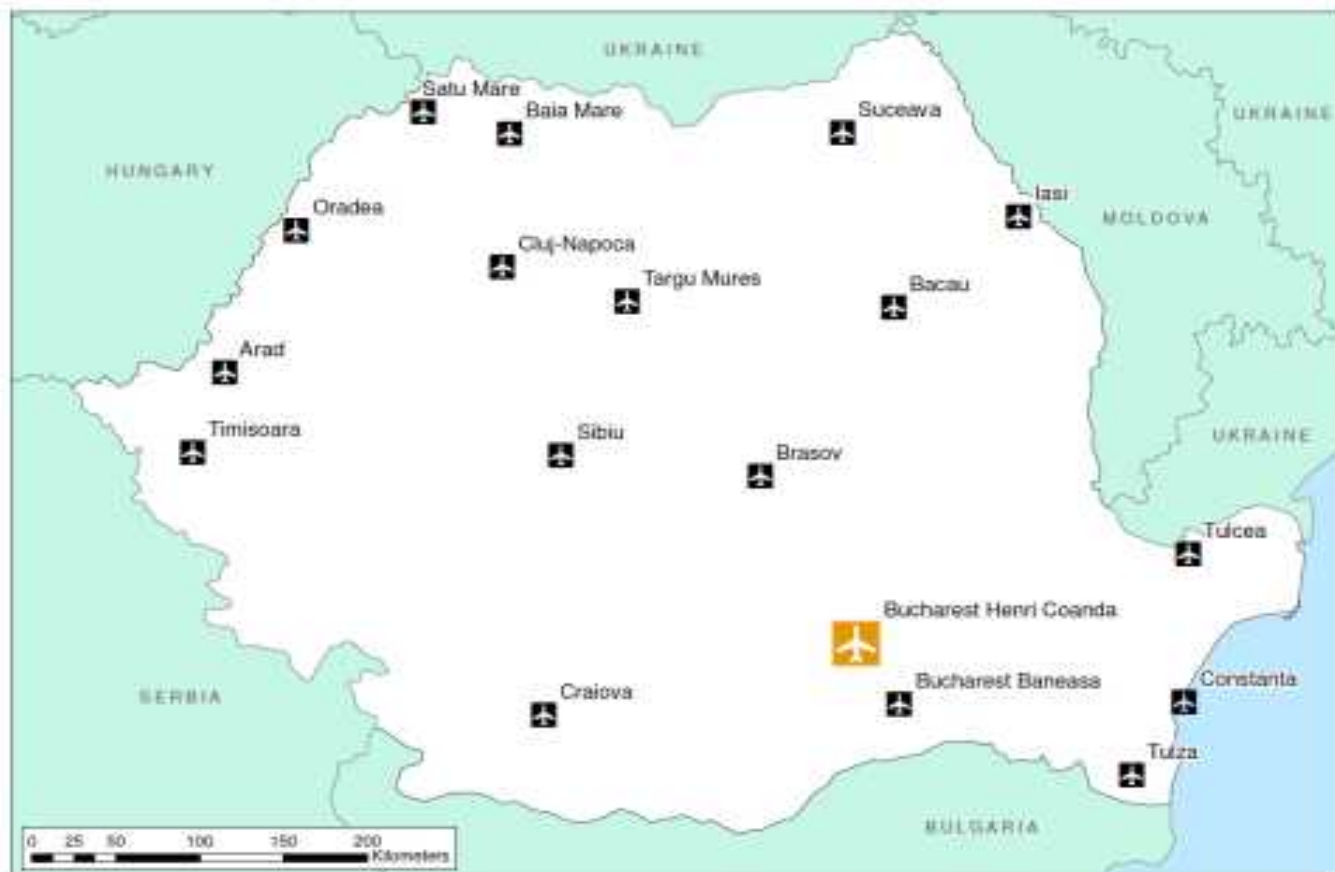 UKRAINE
Satu Mare
Baia Mare
Suceava
UKRAINE
HUNGARY
Oradea
Iasi
MOLDOVA
Cluj-Napoca
Targu Mures
Bacau
Arad
Timisoara
Sibiu
Brasov
UKRAINE
Tulcea
Bucharest Henri Coanda
SERBIA
Craiova
Bucharest Baneasa
Constanta
Tulza
BULGARIA
0 25 50 100 150 200
Kilometers